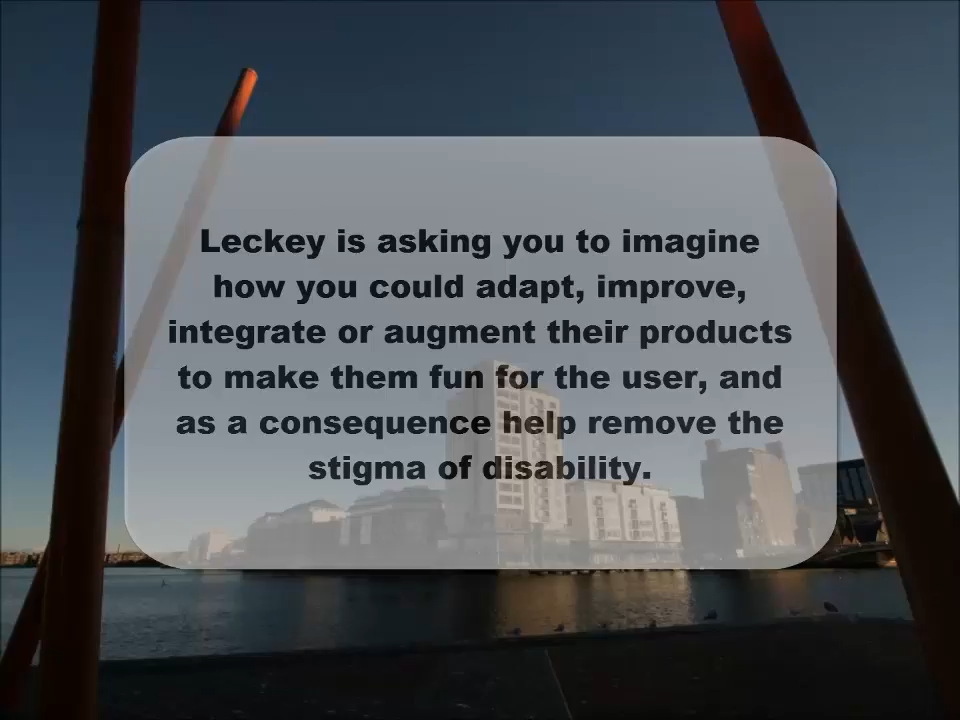 Leckey is asking you to imagine
how you could adapt, improve,
integrate or augment their products
to make them fun for the user, and
as a consequence help remove the
stigma of disability.